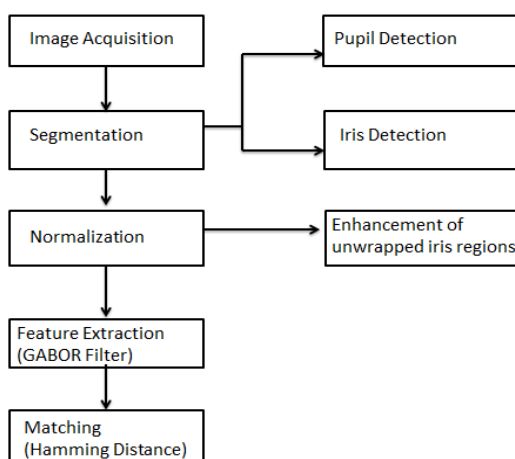 Image Acquisition
Pupil Detection
Segmentation
Iris Detection
Normalization
Enhancement of
unwrapped iris regions
Feature Extraction
(GABOR Filter)
Matching
(Hamming Distance)